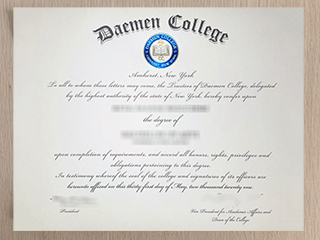 Daemen College
Amherst, New York
To all to whom these letters may come, the Trustees of Daemen College, delegated
by the highest authority of the state of New York, hereby confer upon
the degree of
upon completion of requirements, and accord all honors, rights, privileges and
obligations pertaining to this degree.
In testimony whereof the seal of the college and signatures of its officers are
hereunto affixed on this thirty first day of May, two thousand twenty one.
President
Vice President for Academic Affairs and
Dean of the College